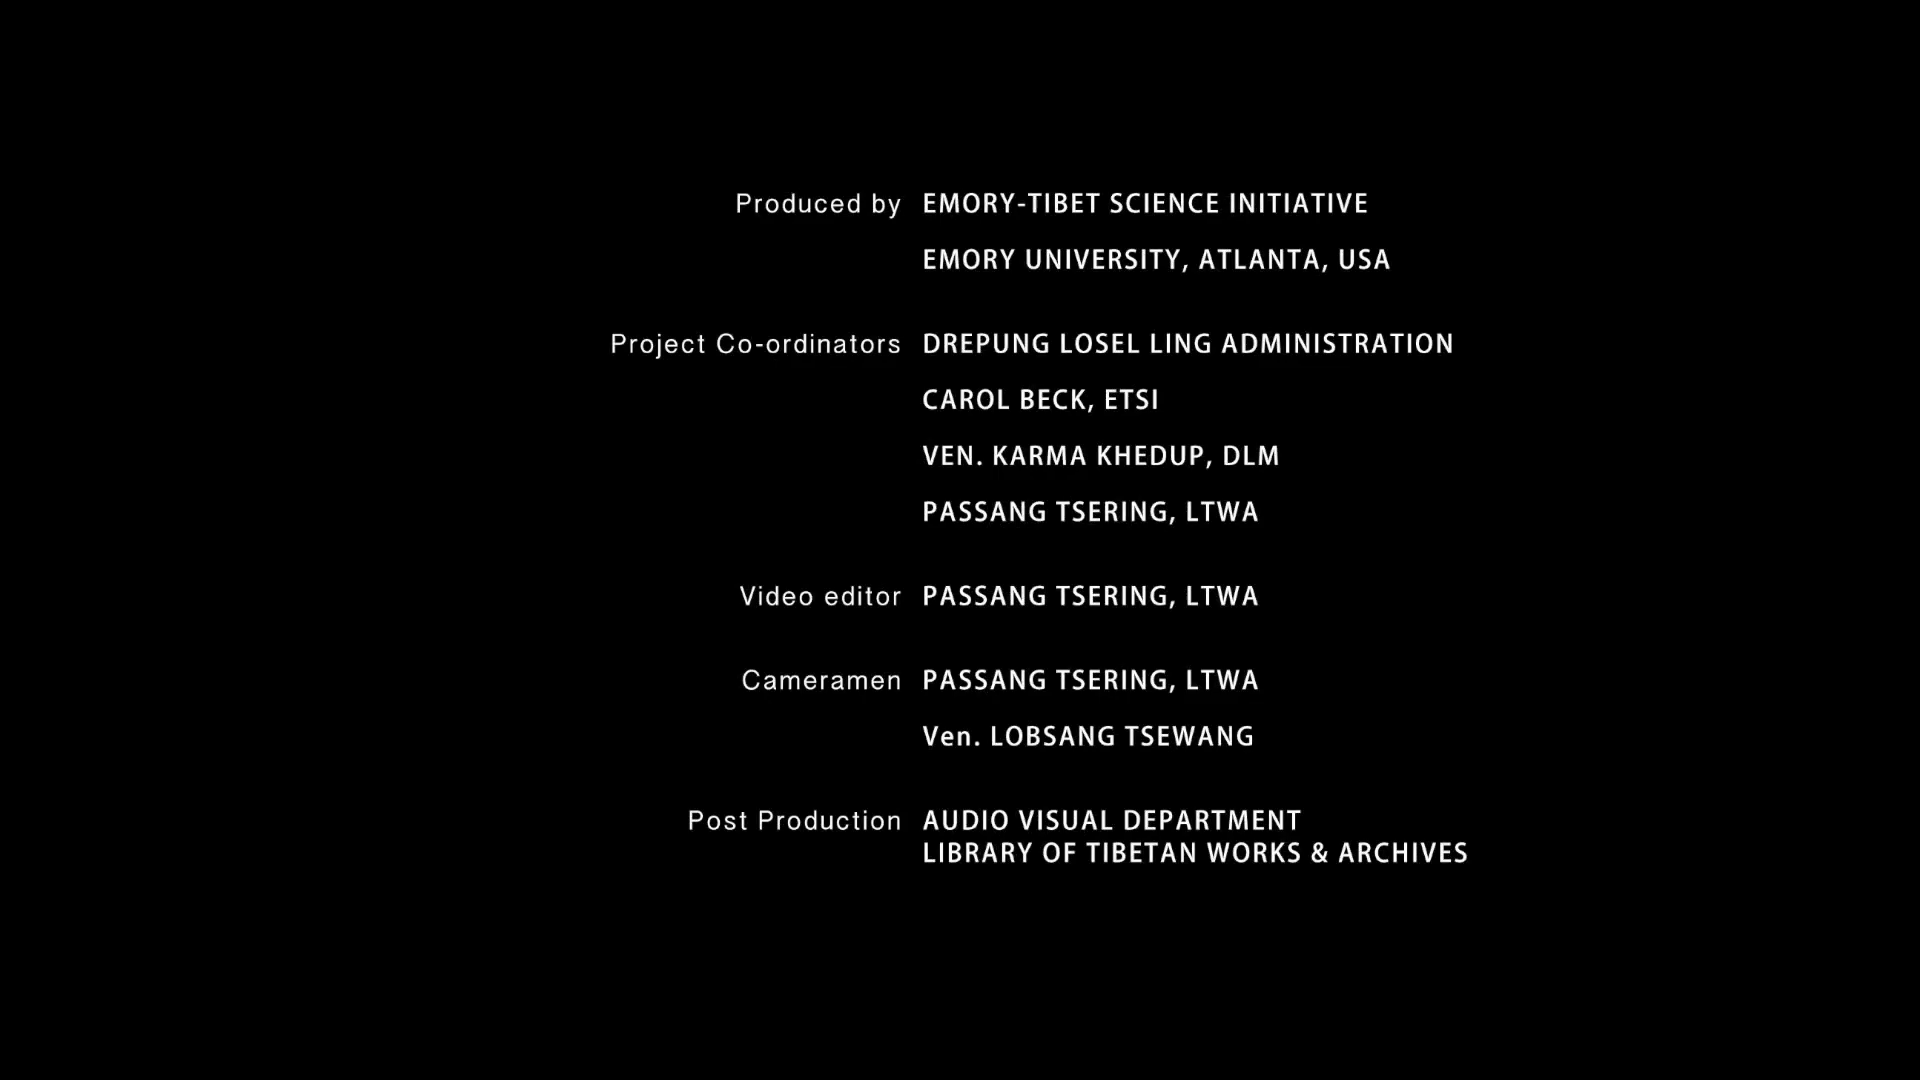 Produced by EMORY-TIBET SCIENCE INITIATIVE
EMORY UNIVERSITY, ATLANTA, USA
Project Co-ordinators DREPUNG LOSEL LING ADMINISTRATION
CAROL BECK, ETSI
VEN. KARMA KHEDUP, DLM
PASSANG TSERING, LTWA
Video editor PASSANG TSERING, LTWA
Cameramen PASSANG TSERING, LTWA
Ven. LOBSANG TSEWANG
Post Production AUDIO VISUAL DEPARTMENT
LIBRARY OF TIBETAN WORKS & ARCHIVES